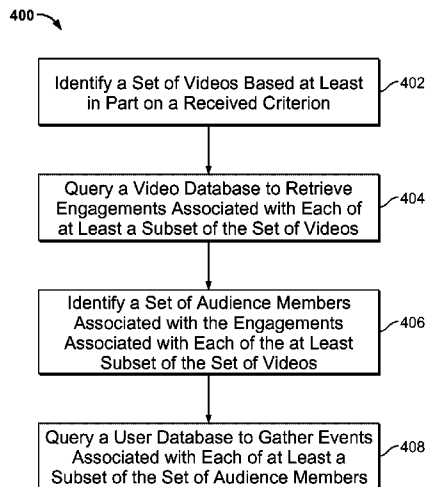 400
Identify a Set of Videos Based at Least
in Part on a Received Criterion
402
Query a Video Database to Retrieve
Engagements Associated with Each of
at Least a Subset of the Set of Videos
404
Identify a Set of Audience Members
Associated with the Engagements
Associated with Each of the at Least
Subset of the Set of Videos
406
Query a User Database to Gather Events
Associated with Each of at Least a
Subset of the Set of Audience Members
408